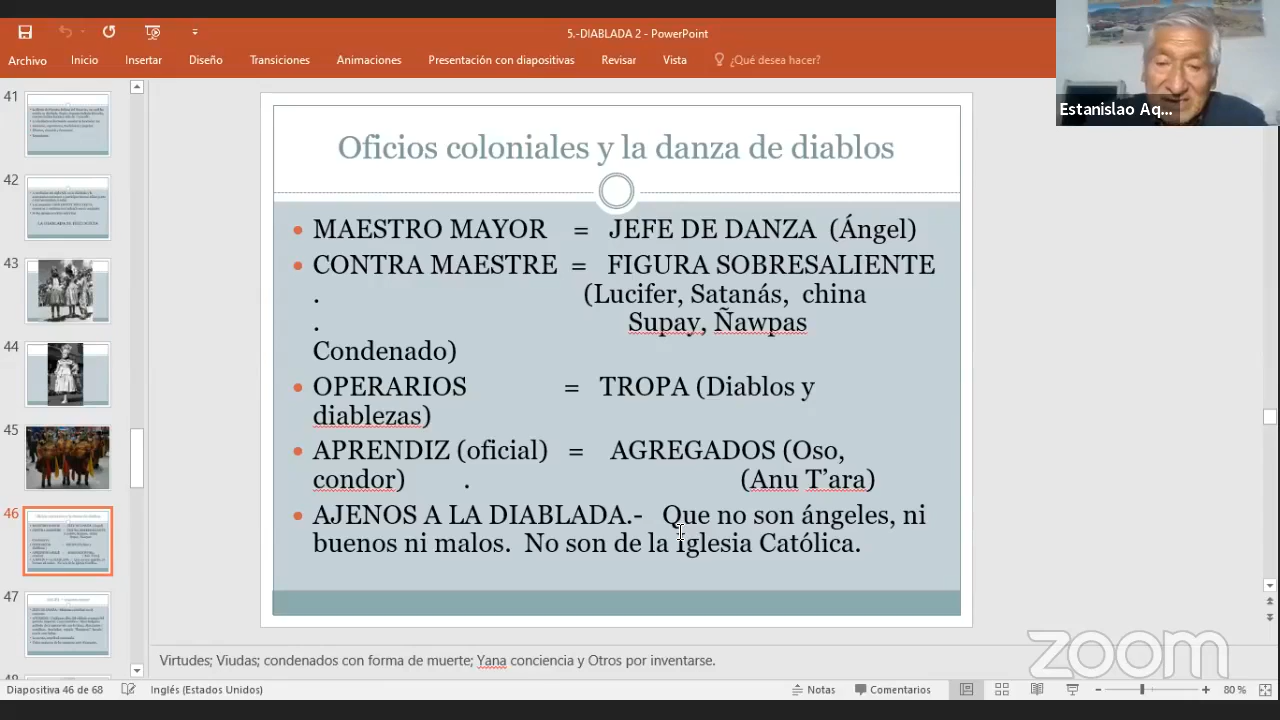 5.-DIABLADA 2 - PowerPoint
Archivo Inicio Insertar Diseño Transiciones Animaciones Presentación con diapositivas Revisar Vista ¿Qué desea hacer?
Estanislao Aq...
41
42
43
44
45
46
47
Oficios coloniales y la danza de diablos
MAESTRO MAYOR = JEFE DE DANZA (Ángel)
CONTRA MAESTRE = FIGURA SOBRESALIENTE
. (Lucifer, Satanás, china
. Supay, Ñawpas
Condenado)
OPERARIOS = TROPA (Diablos y
diablezas)
APRENDIZ (oficial) = AGREGADOS (Oso,
condor) . (Anu T’ara)
AJENOS A LA DIABLADA.- Que no son ángeles, ni
buenos ni malos. No son de la Iglesia Católica.
Virtudes; Viudas; condenados con forma de muerte; Yana conciencia y Otros por inventarse.
zoom
Diapositiva 46 de 68 Inglés (Estados Unidos) Notas Comentarios 80 %